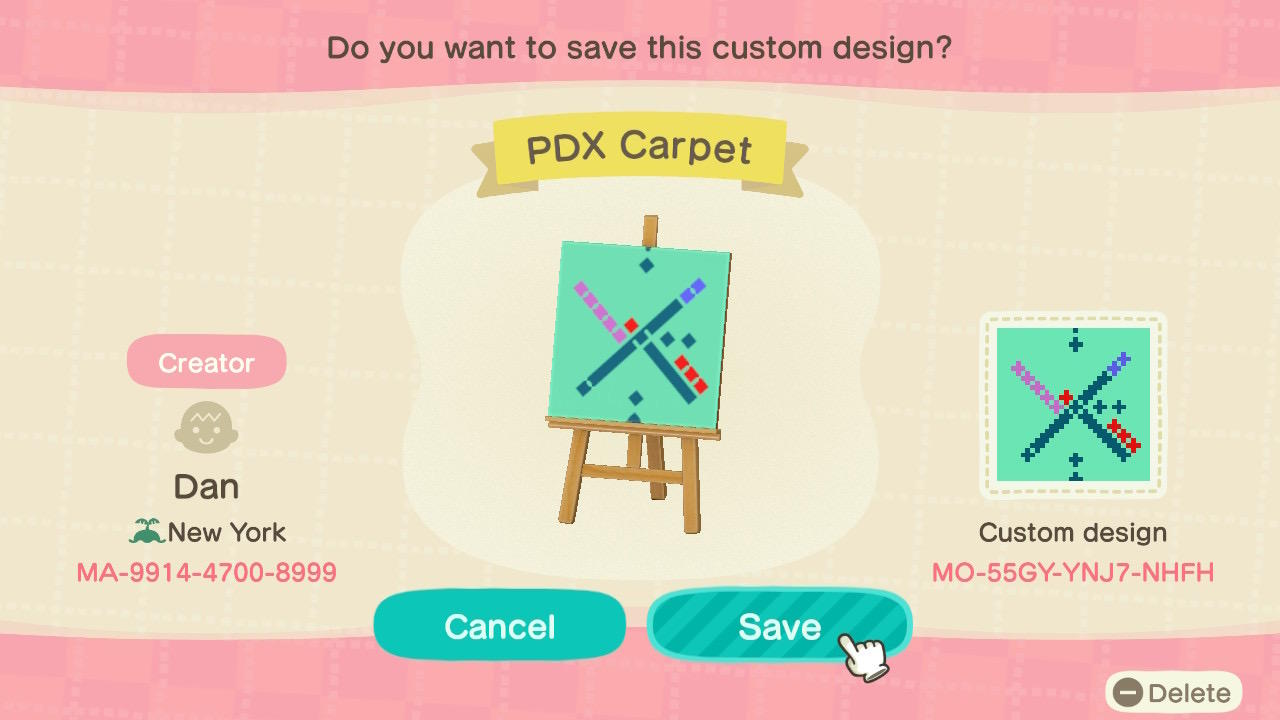 Do you want to save this custom design?
PDX Carpet
Creator
Dan
New York
MA-9914-4700-8999
Custom design
MO-55GY-YNJ7-NHFH
Cancel
Save
Delete